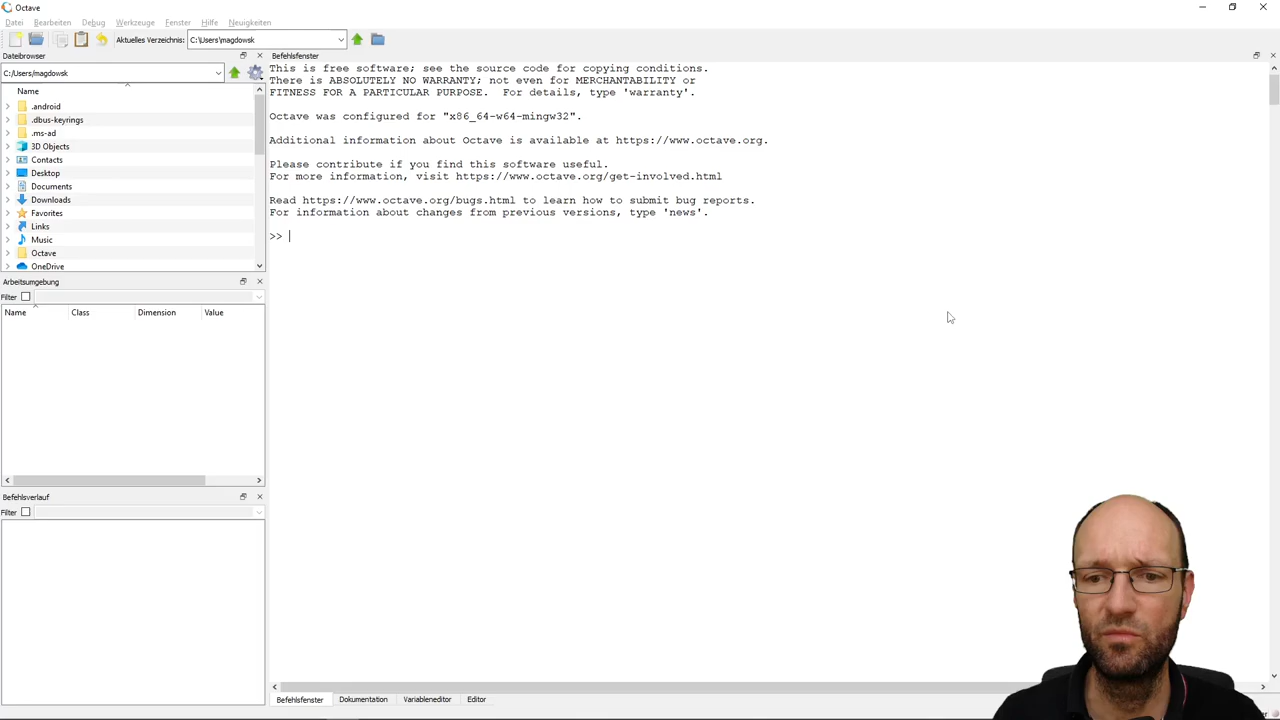 Octave
Datei Bearbeiten Debug Werkzeuge Fenster Hilfe Neuigkeiten
Aktuelles Verzeichnis: C:\Users\magdowsk
Dateibrowser
C:/Users/magdowsk
Name
.android
.dbus-keyrings
.ms-ad
3D Objects
Contacts
Desktop
Documents
Downloads
Favorites
Links
Music
Octave
OneDrive
Arbeitsumgebung
Filter
Name Class Dimension Value
Befehlsverlauf
Filter
Befehlsfenster
This is free software; see the source code for copying conditions.
There is ABSOLUTELY NO WARRANTY; not even for MERCHANTABILITY or
FITNESS FOR A PARTICULAR PURPOSE.  For details, type 'warranty'.
Octave was configured for "x86_64-w64-mingw32".
Additional information about Octave is available at https://www.octave.org.
Please contribute if you find this software useful.
For more information, visit https://www.octave.org/get-involved.html
Read https://www.octave.org/bugs.html to learn how to submit bug reports.
For information about changes from previous versions, type 'news'.
>>
Befehlsfenster Dokumentation Variableneditor Editor